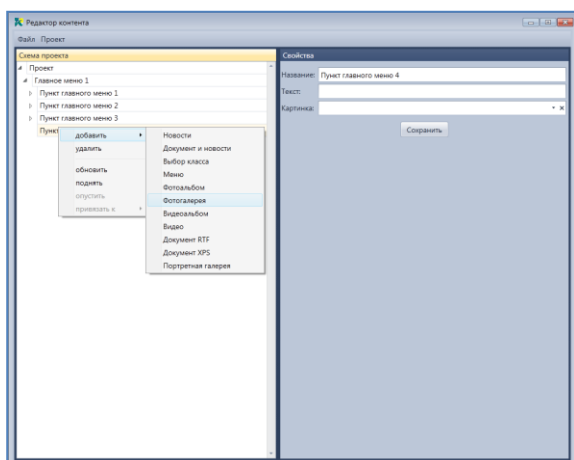 Редактор контента
Файл Проект
Схема проекта
Проект
Главное меню 1
Пункт главного меню 1
Пункт главного меню 2
Пункт главного меню 3
Пункт
добавить
удалить
обновить
поднять
опустить
привязать к
Новости
Документ и новости
Выбор класса
Меню
Фотоальбом
Фотогалерея
Видеоальбом
Видео
Документ RTF
Документ XPS
Портретная галерея
Свойства
Название: Пункт главного меню 4
Текст:
Картинка:
Сохранить